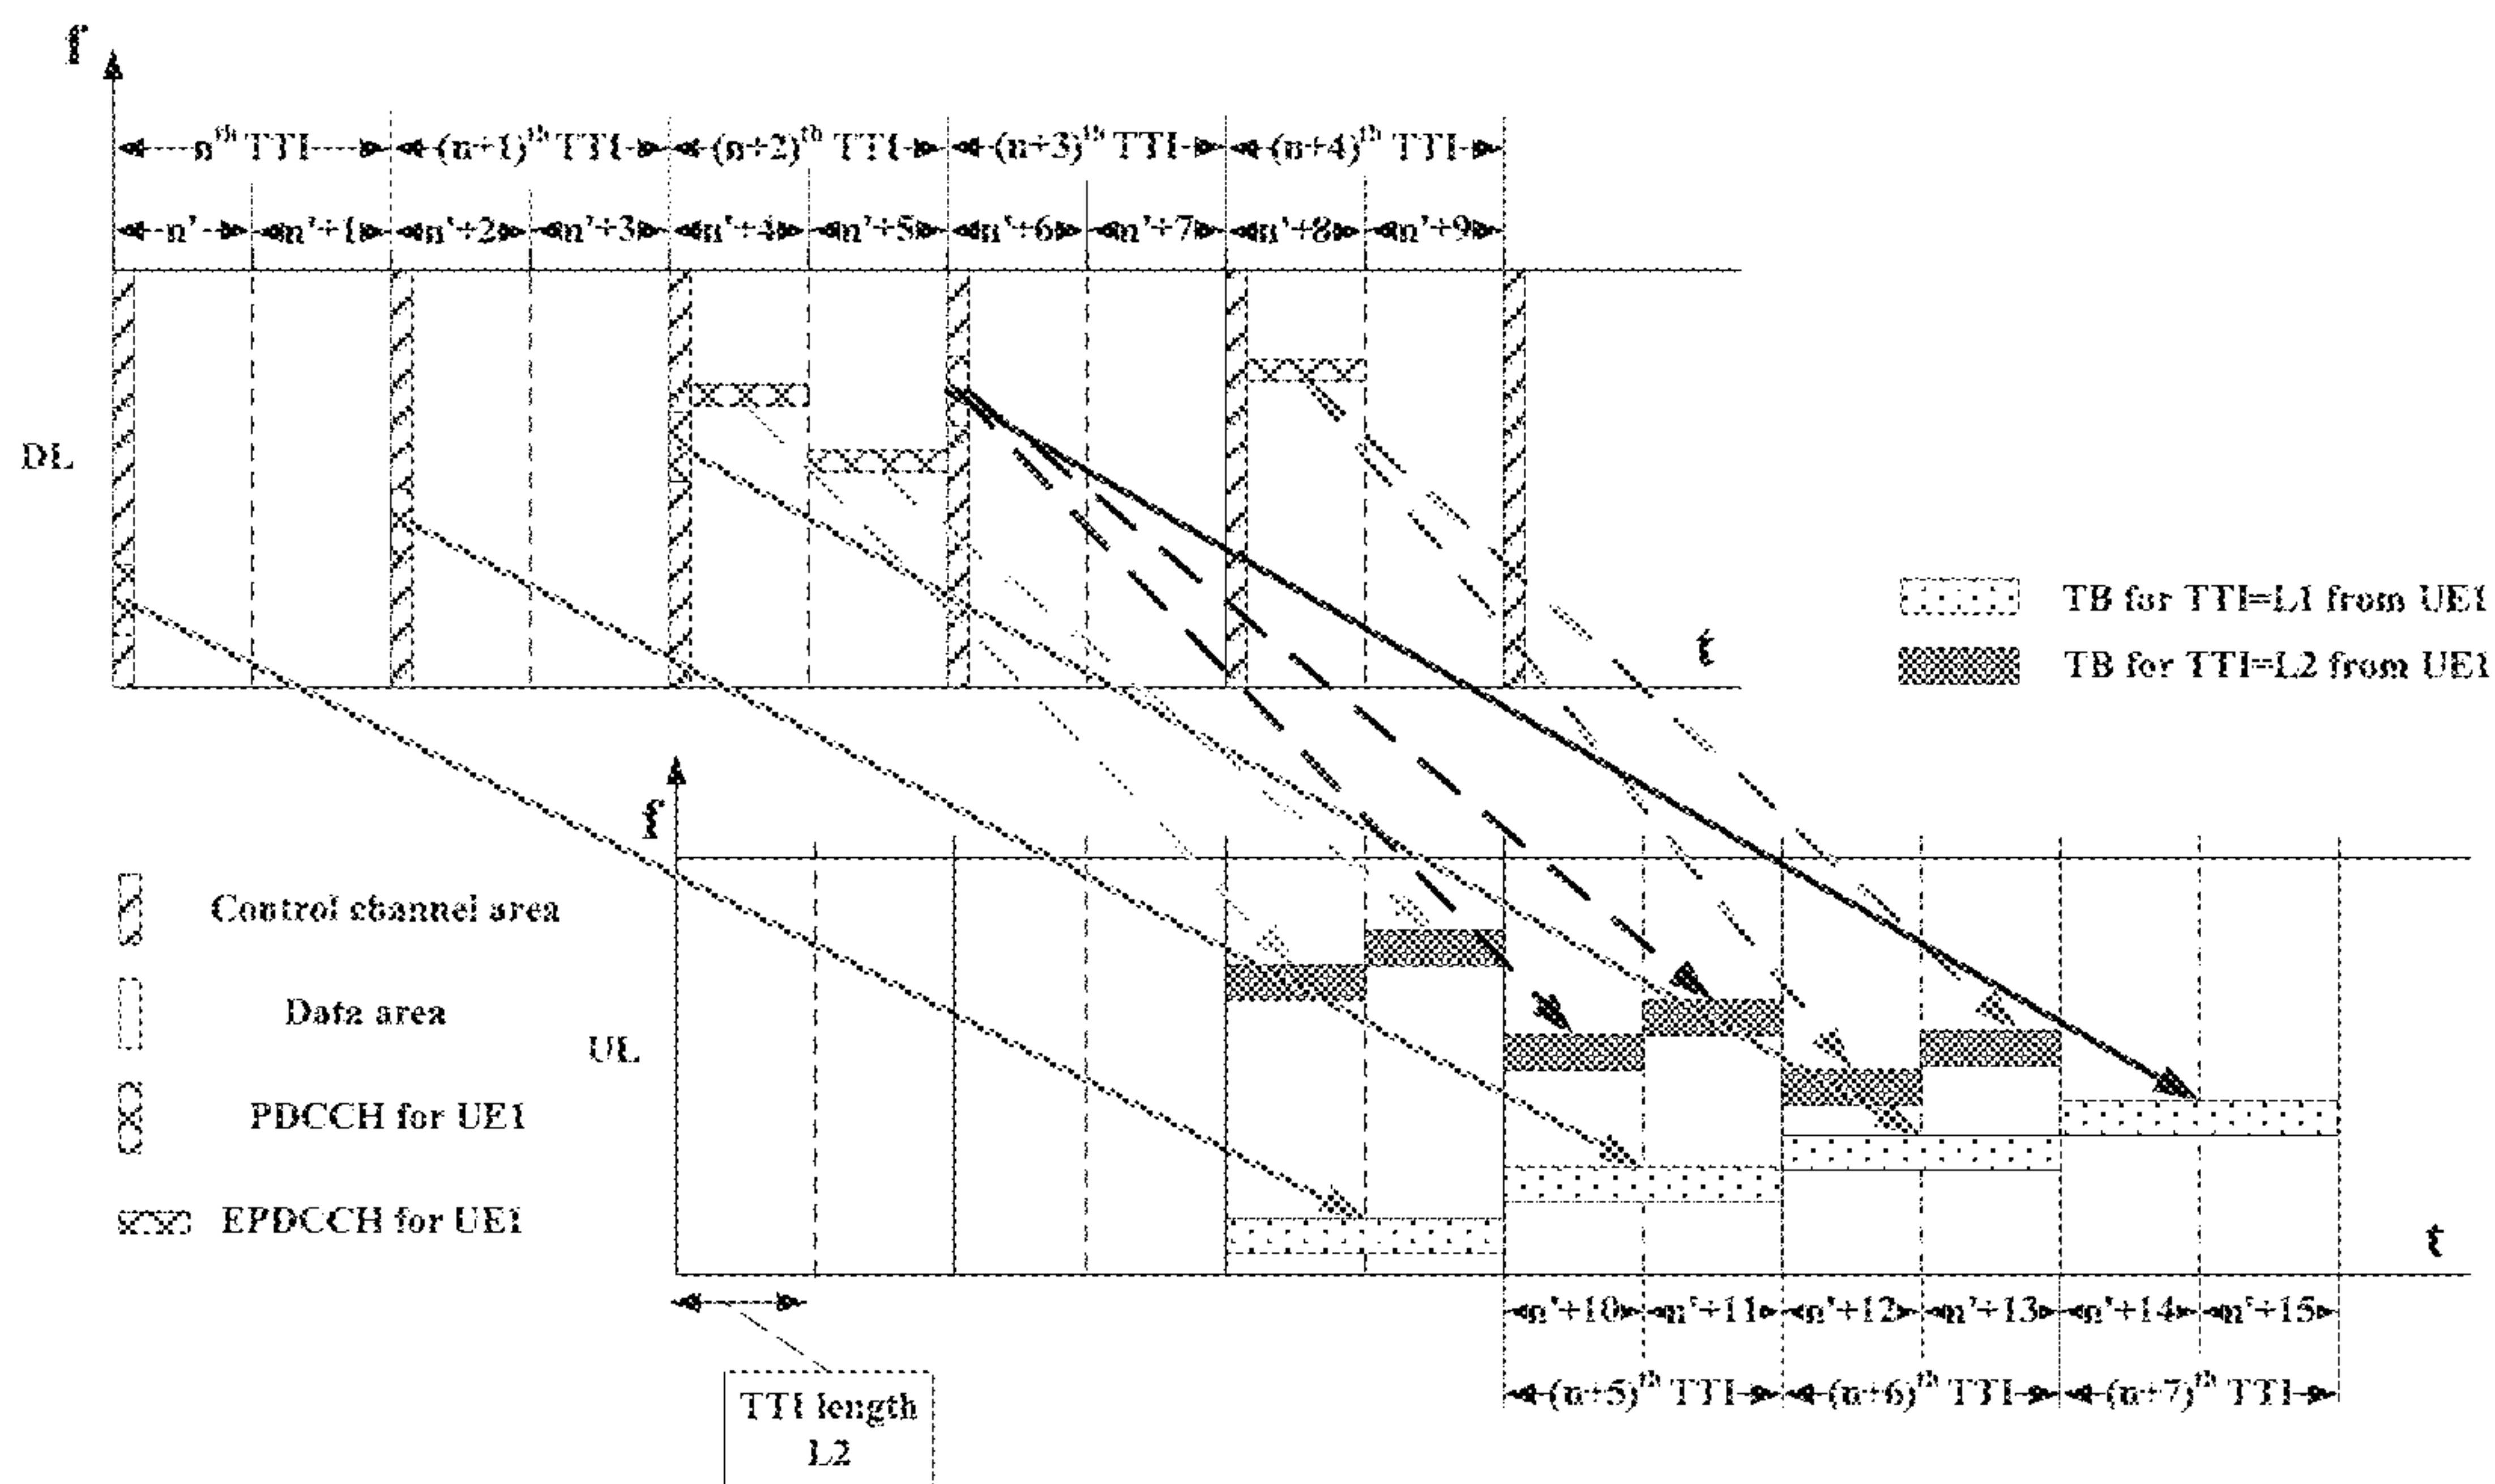 f
nth TTI (n+1)th TTI (n+2)th TTI (n+3)th TTI (n+4)th TTI
n' n'+1 n'+2 n'+3 n'+4 n'+5 n'+6 n'+7 n'+8 n'+9
DL
t
TB for TTI=L1 from UE1
TB for TTI=L2 from UE1
f
Control channel area
Data area
UL
PDCCH for UE1
EPDCCH for UE1
t
n'+10 n'+11 n'+12 n'+13 n'+14 n'+15
(n+5)th TTI (n+6)th TTI (n+7)th TTI
TTI length
L2